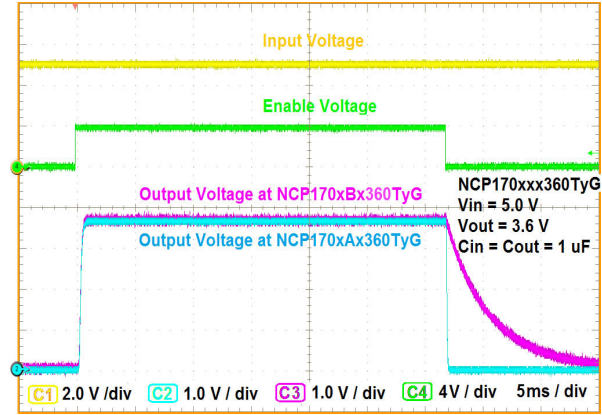 Input Voltage
Enable Voltage
4
Output Voltage at NCP170xBx360TyG
NCP170xxx360TyG
Vin = 5.0 V
Vout = 3.6 V
Cin = Cout = 1 uF
Output Voltage at NCP170xAx360TyG
2
C1 2.0 V /div C2 1.0 V / div C3 1.0 V / div C4 4V / div 5ms / div